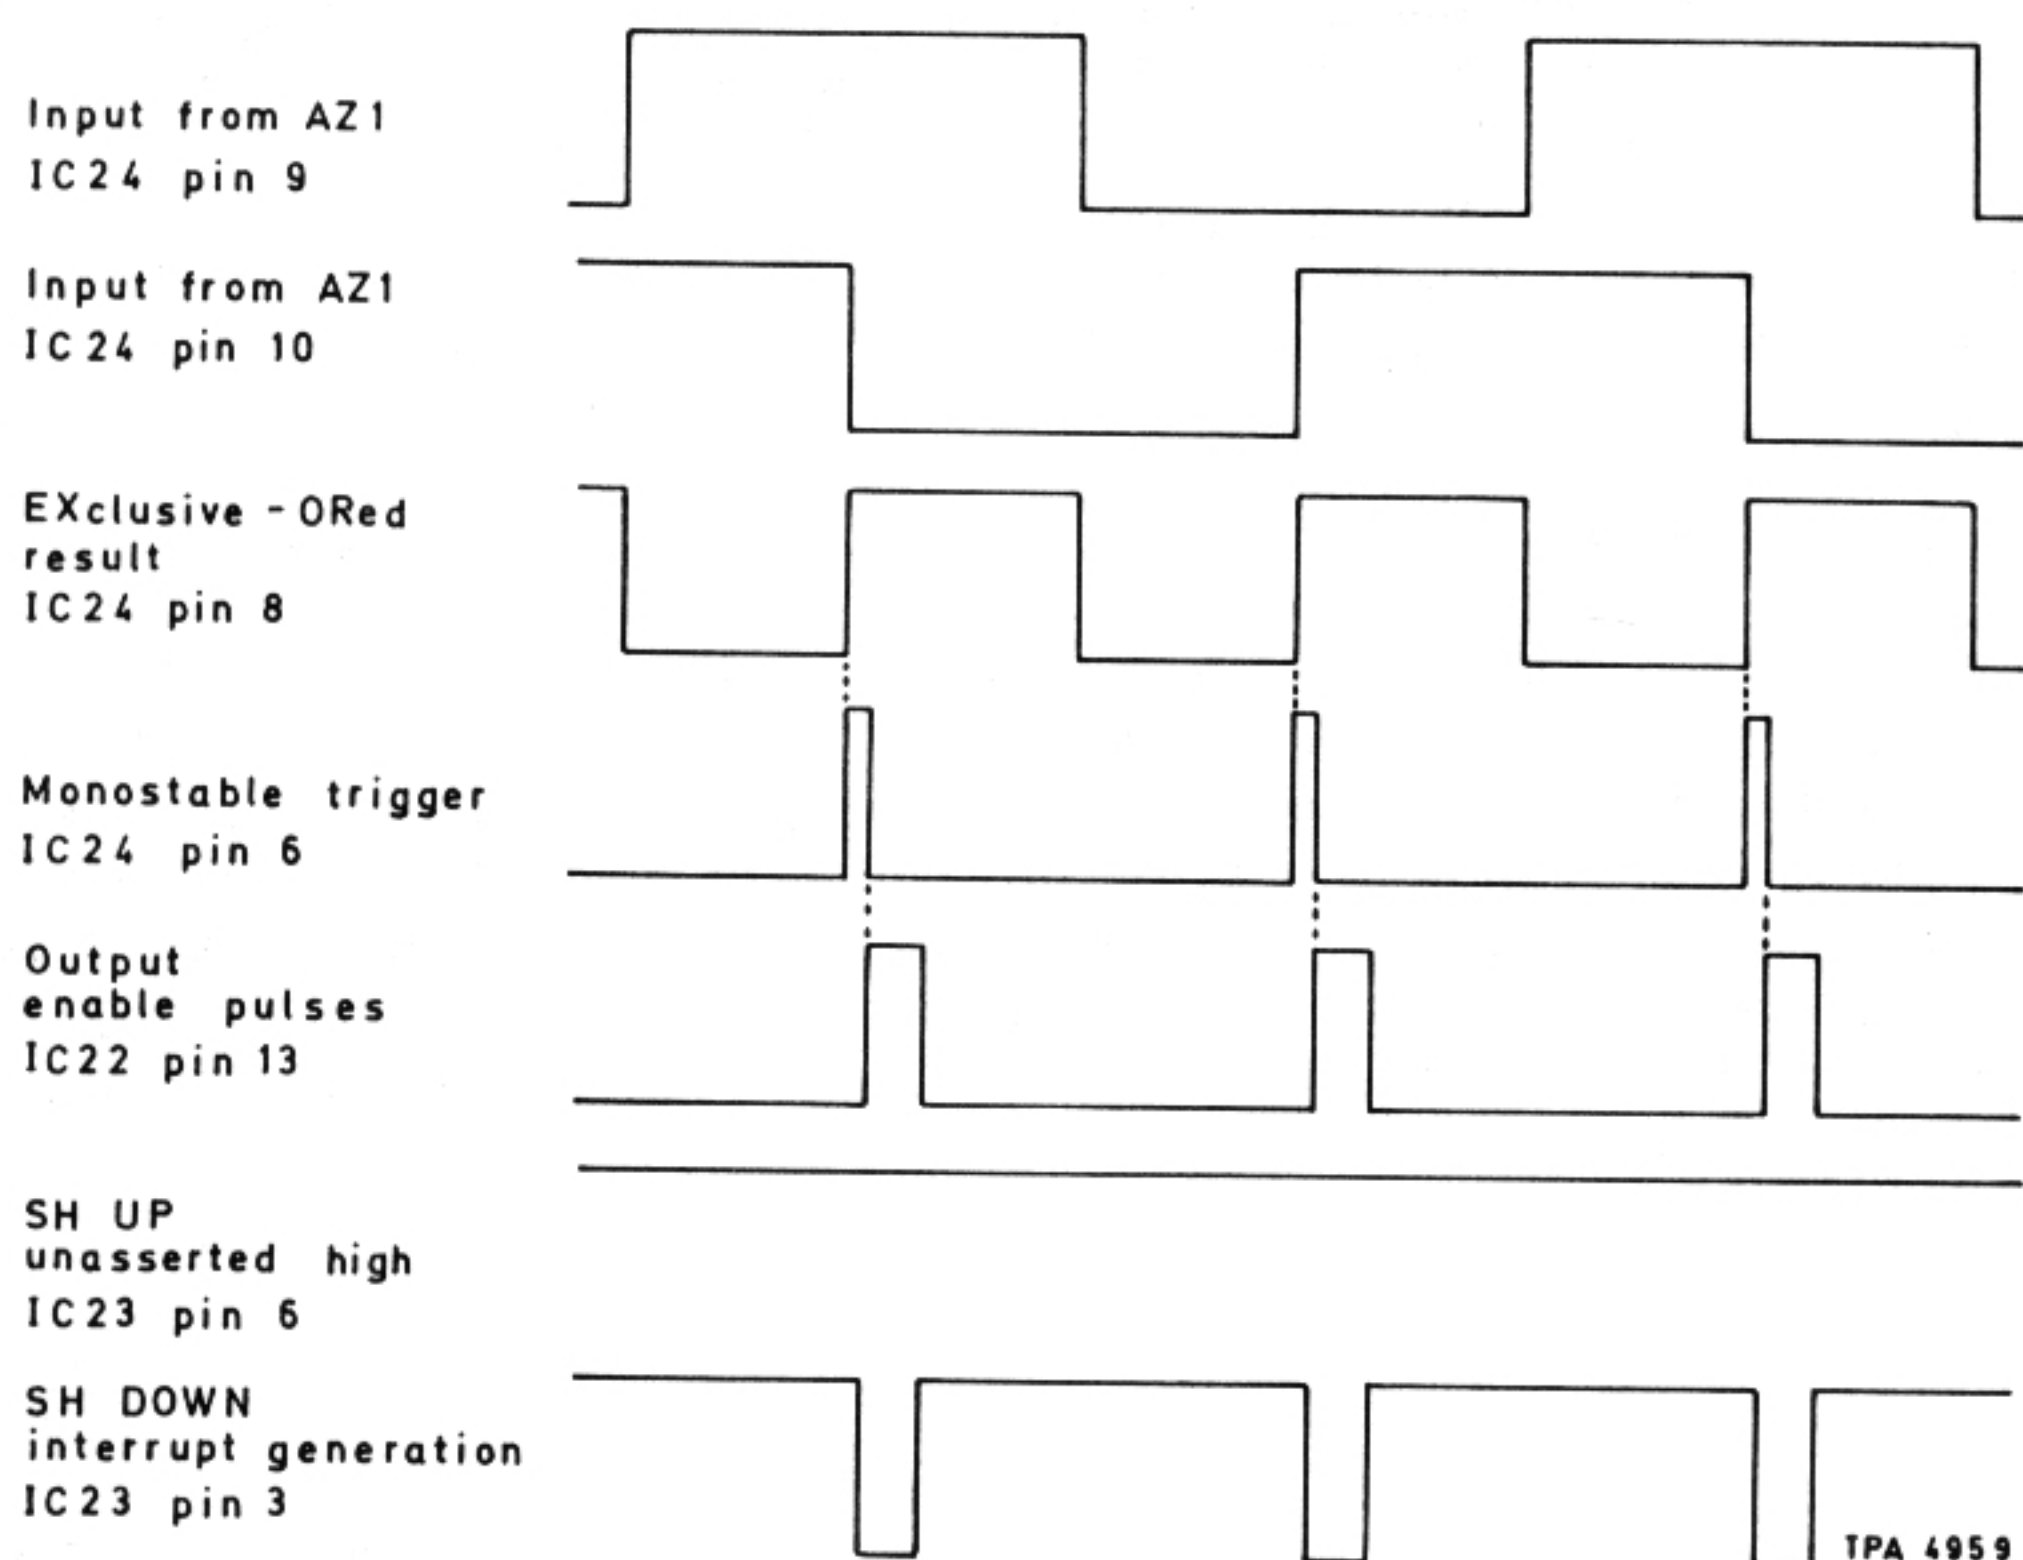 Input from AZ1
IC24 pin 9
Input from AZ1
IC24 pin 10
EXclusive-ORed
result
IC24 pin 8
Monostable trigger
IC24 pin 6
Output
enable pulses
IC22 pin 13
SH UP
unasserted high
IC23 pin 6
SH DOWN
interrupt generation
IC23 pin 3
TPA 4959